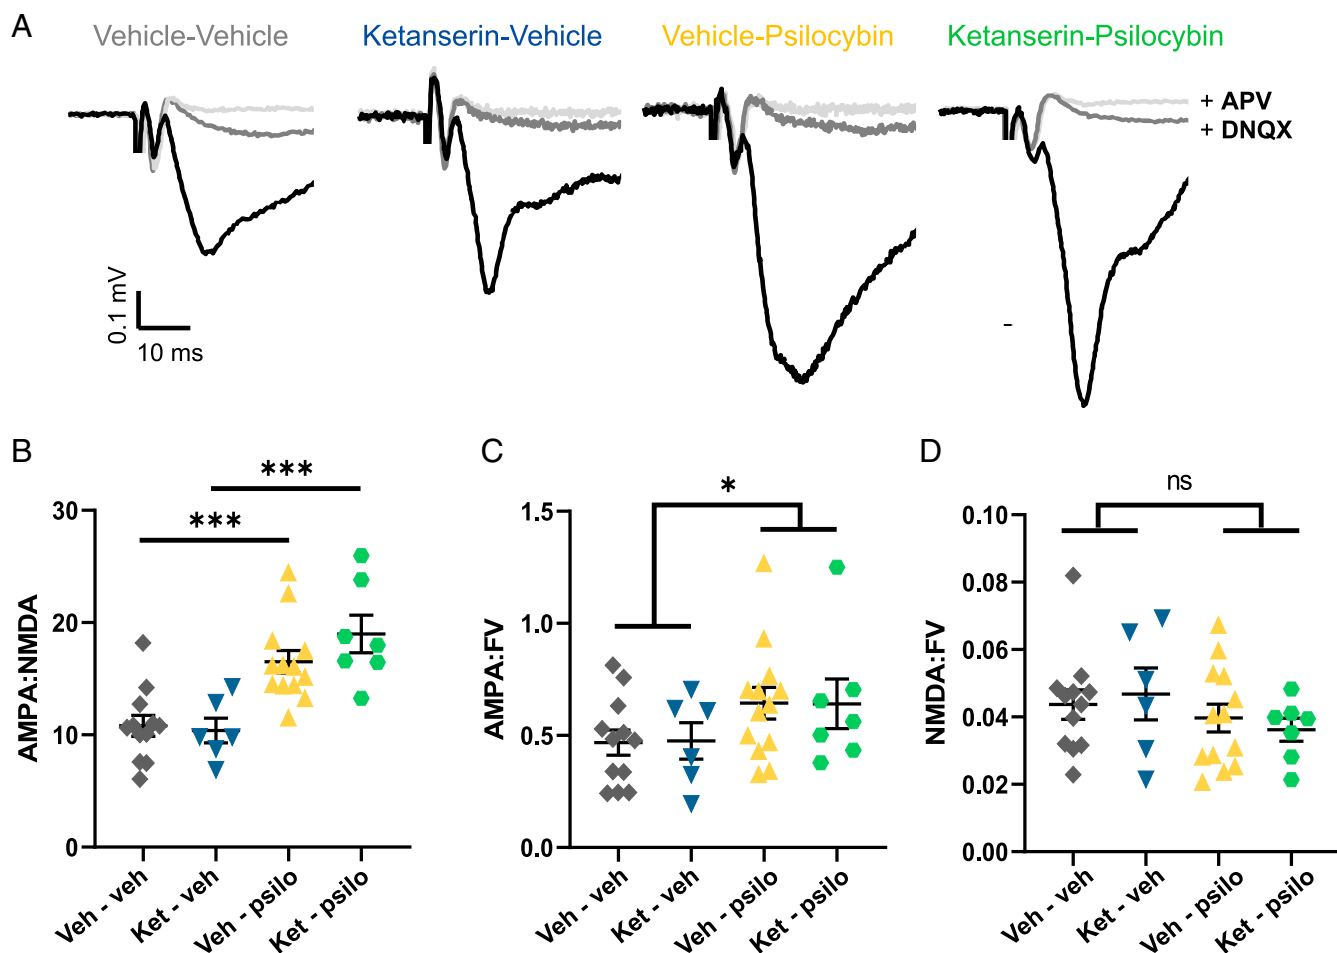 A
Vehicle-Vehicle
Ketanserin-Vehicle
Vehicle-Psilocybin
Ketanserin-Psilocybin
+ APV
+ DNQX
0.1 mV
10 ms
B
***
***
30
20
10
0
AMPA:NMDA
Veh - veh
Ket - veh
Veh - psilo
Ket - psilo
C
*
1.5
1.0
0.5
0.0
AMPA:FV
Veh - veh
Ket - veh
Veh - psilo
Ket - psilo
D
ns
0.10
0.08
0.06
0.04
0.02
0.00
NMDA:FV
Veh - veh
Ket - veh
Veh - psilo
Ket - psilo